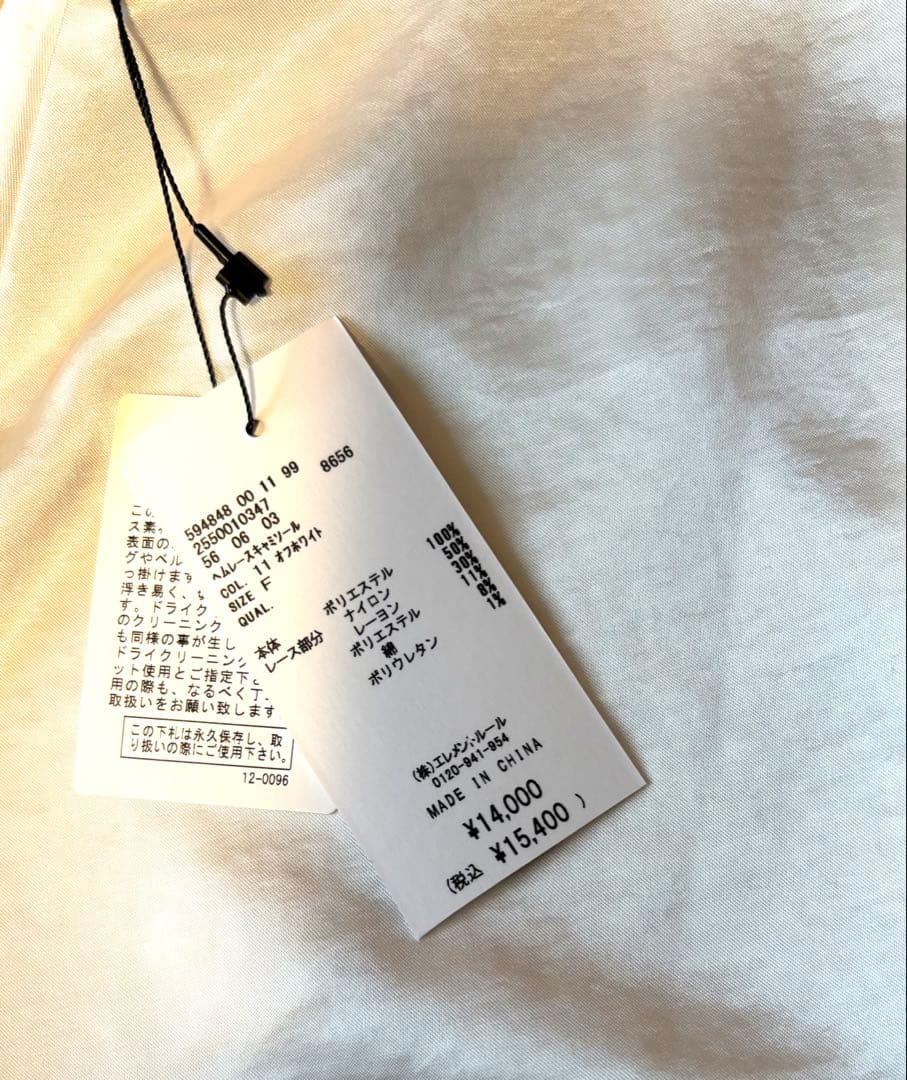 594848 00 11 99 8656
2550010347
56 06 03
ヘムレースキャミソール
COL. 11 オフホワイト
SIZE F
QUAL.
本体 ポリエステル 100%
レース部分 ナイロン 50%
レーヨン 30%
ポリエステル 11%
綿 8%
ポリウレタン 1%
(株)エレメントルール
0120-941-954
MADE IN CHINA
¥14,000
(税込 ¥15,400 )
この
ス素
表面の
グやベル
っ掛けます
浮き易く、
す。ドライク
のクリーニング
も同様の事が生し
ドライクリーニング
ット使用とご指定下
用の際も、なるべく丁
取扱いをお願い致します
この下札は永久保存し、取
り扱いの際にご使用下さい。
12-0096